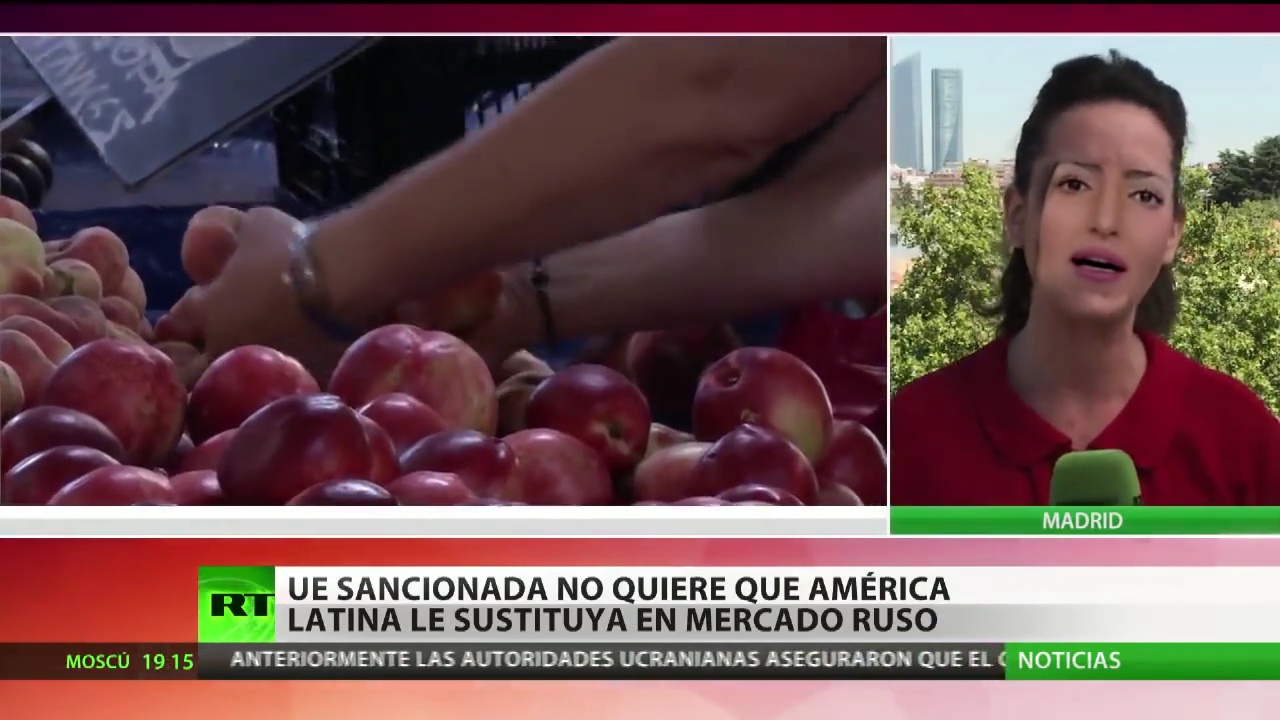 MADRID
RT
UE SANCIONADA NO QUIERE QUE AMÉRICA
LATINA LE SUSTITUYA EN MERCADO RUSO
MOSCÚ 19 15
ANTERIORMENTE LAS AUTORIDADES UCRANIANAS ASEGURARON QUE EL
NOTICIAS